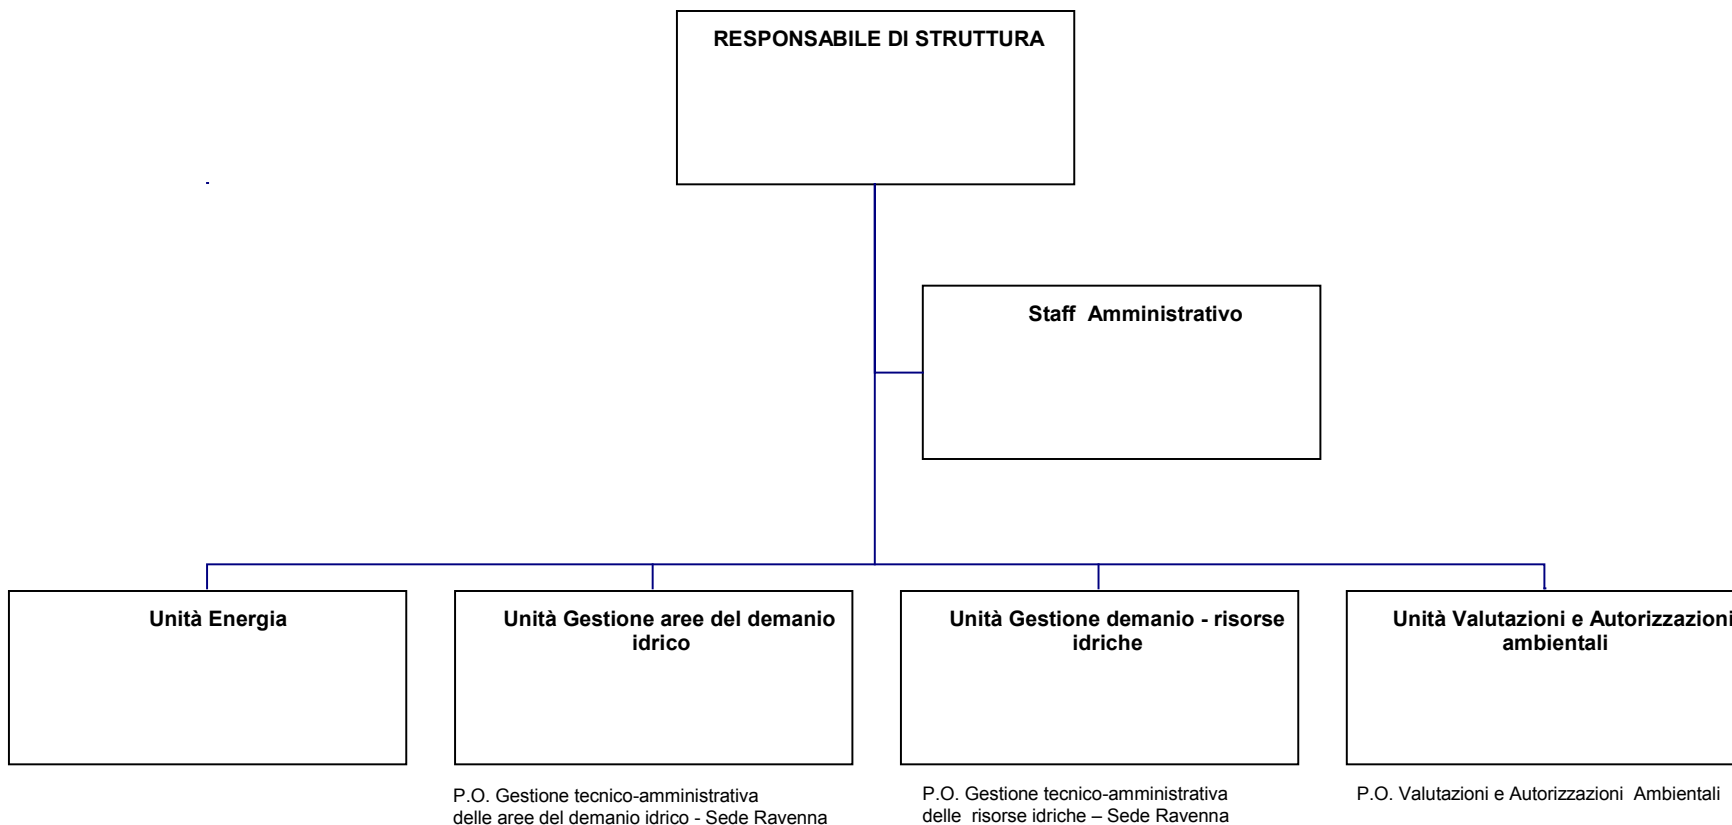 RESPONSABILE DI STRUTTURA
Staff Amministrativo
Unità Energia
Unità Gestione aree del demanio
idrico
Unità Gestione demanio - risorse
idriche
Unità Valutazioni e Autorizzazioni
ambientali
P.O. Gestione tecnico-amministrativa
delle aree del demanio idrico - Sede Ravenna
P.O. Gestione tecnico-amministrativa
delle risorse idriche – Sede Ravenna
P.O. Valutazioni e Autorizzazioni Ambientali